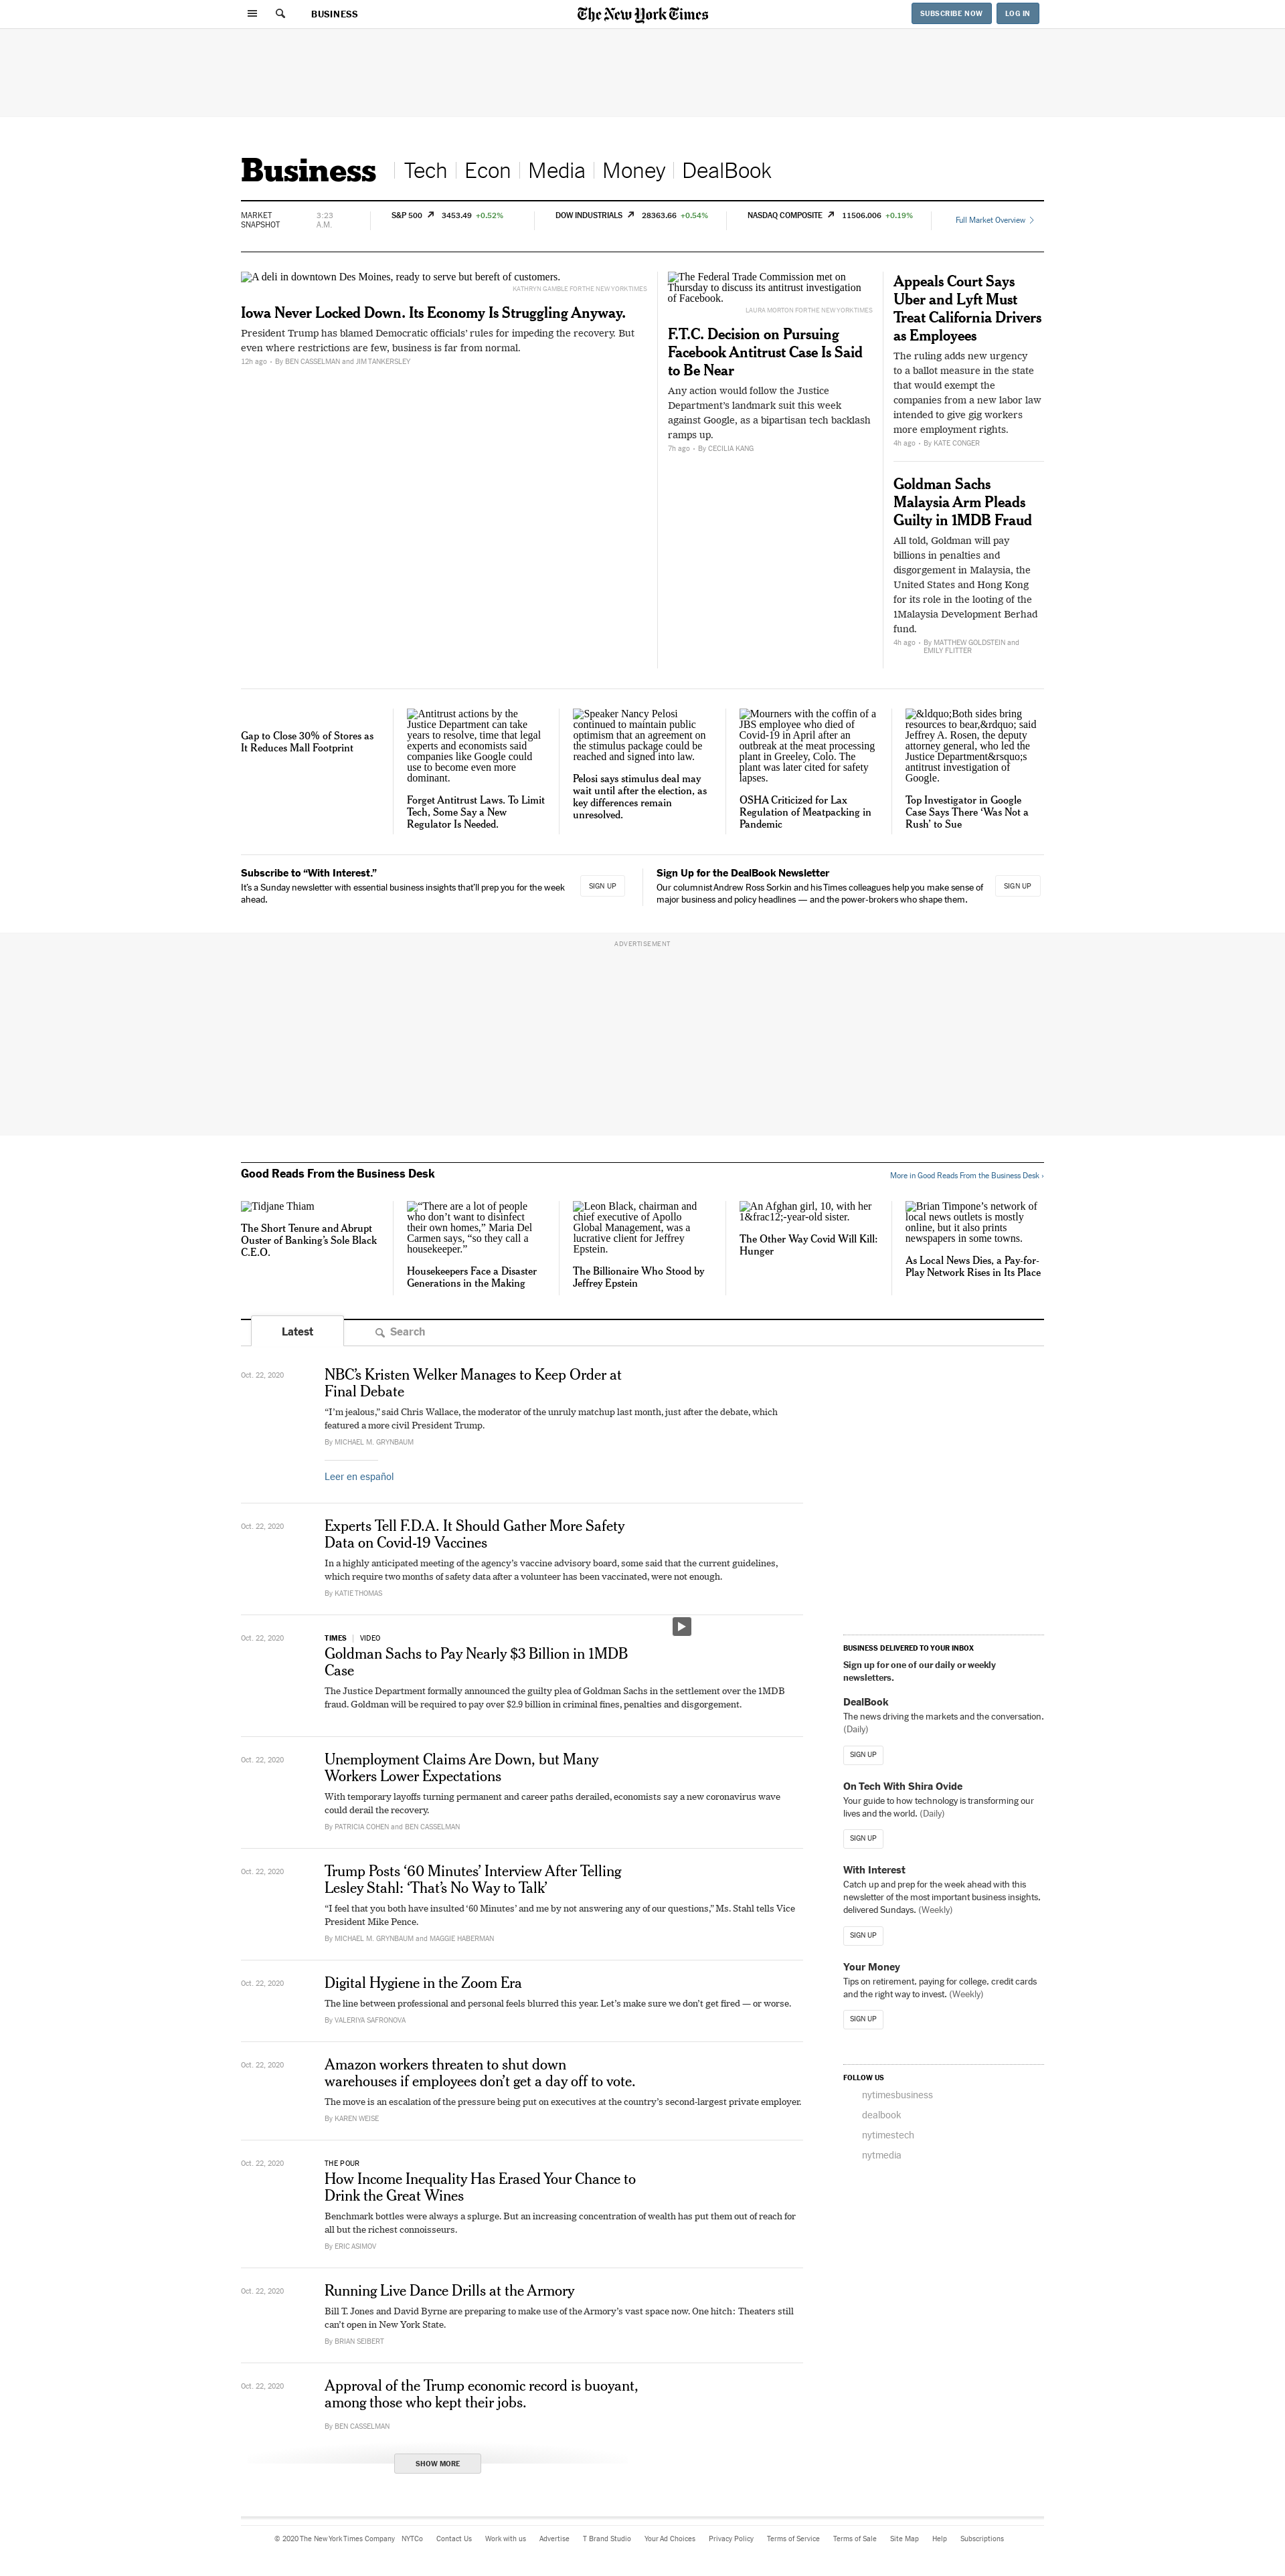 BUSINESS
The New York Times
SUBSCRIBE NOW
LOG IN
Business
Tech
Econ
Media
Money
DealBook
MARKET
SNAPSHOT
3:23
A.M.
S&P 500 3453.49 +0.52%
DOW INDUSTRIALS 28363.66 +0.54%
NASDAQ COMPOSITE 11506.006 +0.19%
Full Market Overview
A deli in downtown Des Moines, ready to serve but bereft of customers.
KATHRYN GAMBLE FOR THE NEW YORK TIMES
Iowa Never Locked Down. Its Economy Is Struggling Anyway.
President Trump has blamed Democratic officials’ rules for impeding the recovery. But
even where restrictions are few, business is far from normal.
12h ago • By BEN CASSELMAN and JIM TANKERSLEY
The Federal Trade Commission met on
Thursday to discuss its antitrust investigation
of Facebook.
LAURA MORTON FOR THE NEW YORK TIMES
F.T.C. Decision on Pursuing
Facebook Antitrust Case Is Said
to Be Near
Any action would follow the Justice
Department’s landmark suit this week
against Google, as a bipartisan tech backlash
ramps up.
7h ago • By CECILIA KANG
Appeals Court Says
Uber and Lyft Must
Treat California Drivers
as Employees
The ruling adds new urgency
to a ballot measure in the state
that would exempt the
companies from a new labor law
intended to give gig workers
more employment rights.
4h ago • By KATE CONGER
Goldman Sachs
Malaysia Arm Pleads
Guilty in 1MDB Fraud
All told, Goldman will pay
billions in penalties and
disgorgement in Malaysia, the
United States and Hong Kong
for its role in the looting of the
1Malaysia Development Berhad
fund.
4h ago • By MATTHEW GOLDSTEIN and
EMILY FLITTER
Gap to Close 30% of Stores as
It Reduces Mall Footprint
Antitrust actions by the
Justice Department can take
years to resolve, time that legal
experts and economists said
companies like Google could
use to become even more
dominant.
Forget Antitrust Laws. To Limit
Tech, Some Say a New
Regulator Is Needed.
Speaker Nancy Pelosi
continued to maintain public
optimism that an agreement on
the stimulus package could be
reached and signed into law.
Pelosi says stimulus deal may
wait until after the election, as
key differences remain
unresolved.
Mourners with the coffin of a
JBS employee who died of
Covid-19 in April after an
outbreak at the meat processing
plant in Greeley, Colo. The
plant was later cited for safety
lapses.
OSHA Criticized for Lax
Regulation of Meatpacking in
Pandemic
&ldquo;Both sides bring
resources to bear,&rdquo; said
Jeffrey A. Rosen, the deputy
attorney general, who led the
Justice Department&rsquo;s
antitrust investigation of
Google.
Top Investigator in Google
Case Says There ‘Was Not a
Rush’ to Sue
Subscribe to “With Interest.”
It’s a Sunday newsletter with essential business insights that’ll prep you for the week
ahead.
SIGN UP
Sign Up for the DealBook Newsletter
Our columnist Andrew Ross Sorkin and his Times colleagues help you make sense of
major business and policy headlines — and the power-brokers who shape them.
SIGN UP
ADVERTISEMENT
Good Reads From the Business Desk
More in Good Reads From the Business Desk ›
Tidjane Thiam
The Short Tenure and Abrupt
Ouster of Banking’s Sole Black
C.E.O.
“There are a lot of people
who don’t want to disinfect
their own homes,” Maria Del
Carmen says, “so they call a
housekeeper.”
Housekeepers Face a Disaster
Generations in the Making
Leon Black, chairman and
chief executive of Apollo
Global Management, was a
lucrative client for Jeffrey
Epstein.
The Billionaire Who Stood by
Jeffrey Epstein
An Afghan girl, 10, with her
1&frac12;-year-old sister.
The Other Way Covid Will Kill:
Hunger
Brian Timpone’s network of
local news outlets is mostly
online, but it also prints
newspapers in some towns.
As Local News Dies, a Pay-for-
Play Network Rises in Its Place
Latest
Search
Oct. 22, 2020
NBC’s Kristen Welker Manages to Keep Order at
Final Debate
“I’m jealous,” said Chris Wallace, the moderator of the unruly matchup last month, just after the debate, which
featured a more civil President Trump.
By MICHAEL M. GRYNBAUM
Leer en español
Oct. 22, 2020
Experts Tell F.D.A. It Should Gather More Safety
Data on Covid-19 Vaccines
In a highly anticipated meeting of the agency’s vaccine advisory board, some said that the current guidelines,
which require two months of safety data after a volunteer has been vaccinated, were not enough.
By KATIE THOMAS
Oct. 22, 2020
TIMES | VIDEO
Goldman Sachs to Pay Nearly $3 Billion in 1MDB
Case
The Justice Department formally announced the guilty plea of Goldman Sachs in the settlement over the 1MDB
fraud. Goldman will be required to pay over $2.9 billion in criminal fines, penalties and disgorgement.
Oct. 22, 2020
Unemployment Claims Are Down, but Many
Workers Lower Expectations
With temporary layoffs turning permanent and career paths derailed, economists say a new coronavirus wave
could derail the recovery.
By PATRICIA COHEN and BEN CASSELMAN
Oct. 22, 2020
Trump Posts ‘60 Minutes’ Interview After Telling
Lesley Stahl: ‘That’s No Way to Talk’
“I feel that you both have insulted ‘60 Minutes’ and me by not answering any of our questions,” Ms. Stahl tells Vice
President Mike Pence.
By MICHAEL M. GRYNBAUM and MAGGIE HABERMAN
Oct. 22, 2020
Digital Hygiene in the Zoom Era
The line between professional and personal feels blurred this year. Let’s make sure we don’t get fired — or worse.
By VALERIYA SAFRONOVA
Oct. 22, 2020
Amazon workers threaten to shut down
warehouses if employees don’t get a day off to vote.
The move is an escalation of the pressure being put on executives at the country’s second-largest private employer.
By KAREN WEISE
Oct. 22, 2020
THE POUR
How Income Inequality Has Erased Your Chance to
Drink the Great Wines
Benchmark bottles were always a splurge. But an increasing concentration of wealth has put them out of reach for
all but the richest connoisseurs.
By ERIC ASIMOV
Oct. 22, 2020
Running Live Dance Drills at the Armory
Bill T. Jones and David Byrne are preparing to make use of the Armory’s vast space now. One hitch: Theaters still
can’t open in New York State.
By BRIAN SEIBERT
Oct. 22, 2020
Approval of the Trump economic record is buoyant,
among those who kept their jobs.
By BEN CASSELMAN
SHOW MORE
BUSINESS DELIVERED TO YOUR INBOX
Sign up for one of our daily or weekly
newsletters.
DealBook
The news driving the markets and the conversation.
(Daily)
SIGN UP
On Tech With Shira Ovide
Your guide to how technology is transforming our
lives and the world. (Daily)
SIGN UP
With Interest
Catch up and prep for the week ahead with this
newsletter of the most important business insights,
delivered Sundays. (Weekly)
SIGN UP
Your Money
Tips on retirement, paying for college, credit cards
and the right way to invest. (Weekly)
SIGN UP
FOLLOW US
nytimesbusiness
dealbook
nytimestech
nytmedia
© 2020 The New York Times Company NYTCo Contact Us Work with us Advertise T Brand Studio Your Ad Choices Privacy Policy Terms of Service Terms of Sale Site Map Help Subscriptions